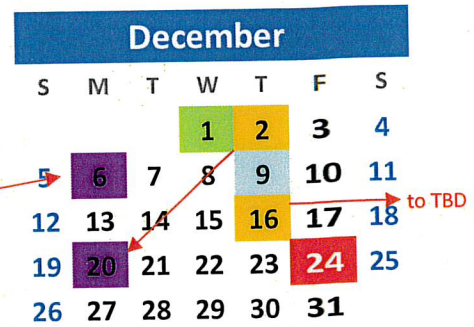 December
S M T W T F S
1 2 3 4
5 6 7 8 9 10 11
12 13 14 15 16 17 18
to TBD
19 20 21 22 23 24 25
26 27 28 29 30 31